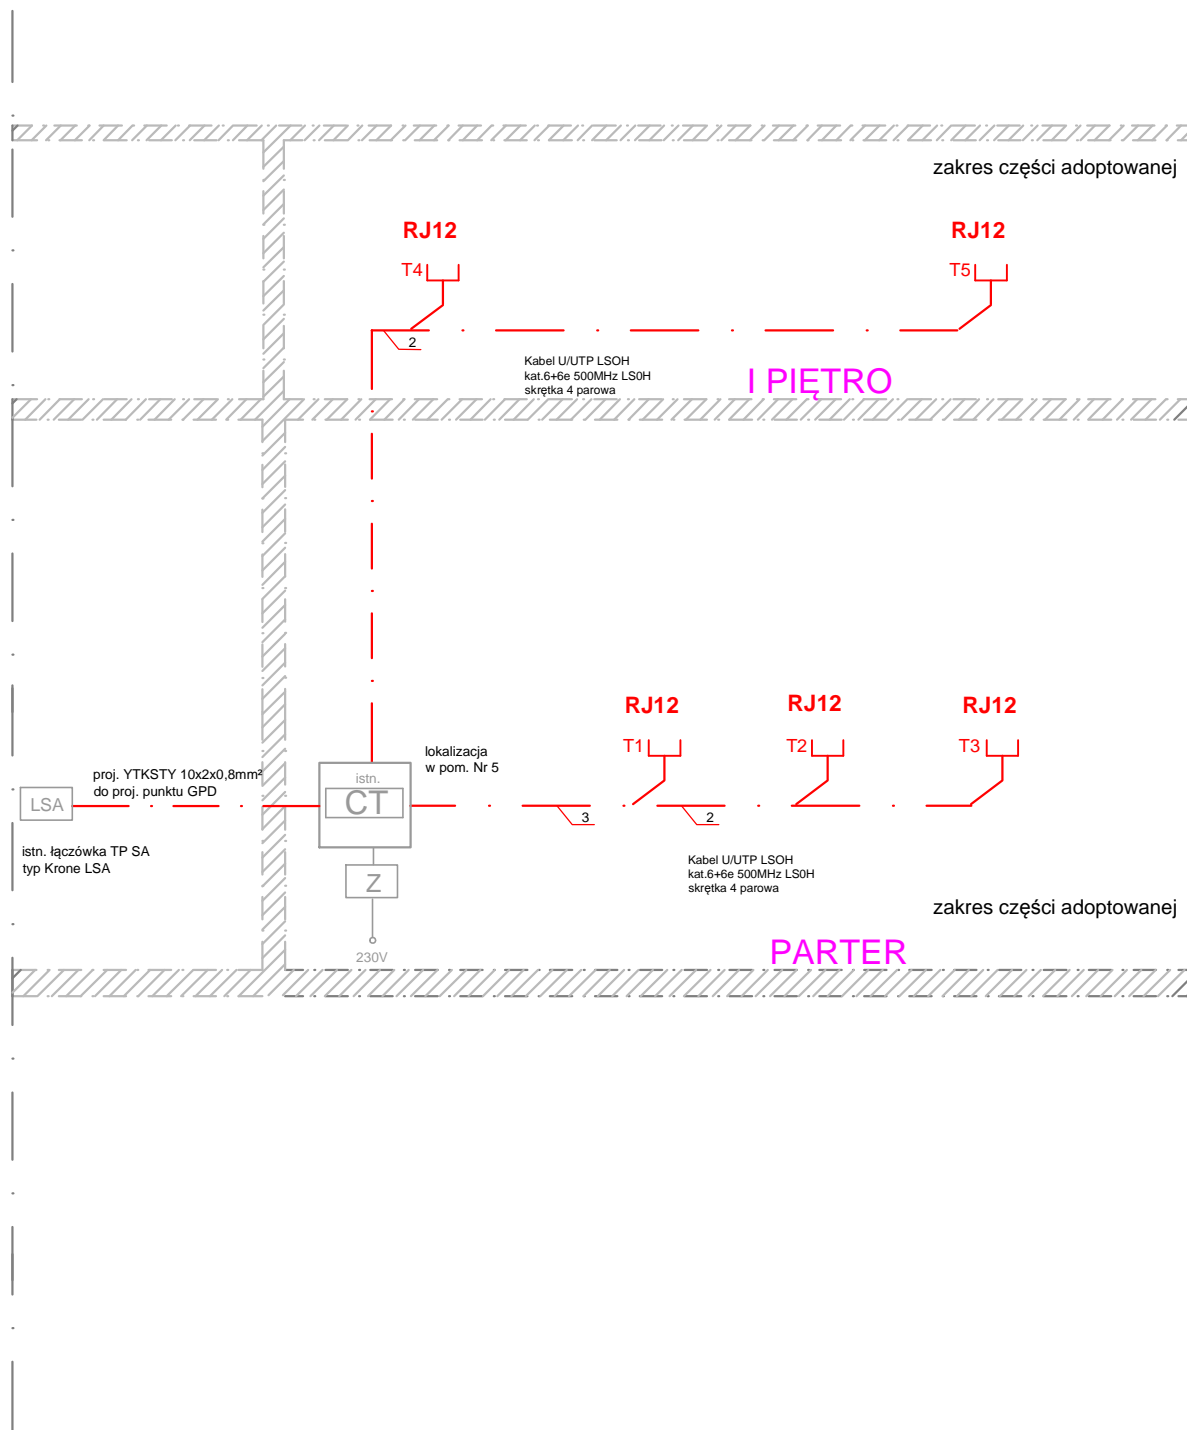 zakres części adoptowanej
RJ12
RJ12
T4
T5
2
Kabel U/UTP LSOH
kat.6+6e 500MHz LS0H
skrętka 4 parowa
I PIĘTRO
RJ12
RJ12
RJ12
T1
T2
T3
lokalizacja
w pom. Nr 5
proj. YTKSTY 10x2x0,8mm²
do proj. punktu GPD
istn.
CT
LSA
3
2
istn. łączówka TP SA
typ Krone LSA
Kabel U/UTP LSOH
kat.6+6e 500MHz LS0H
skrętka 4 parowa
Z
zakres części adoptowanej
230V
PARTER